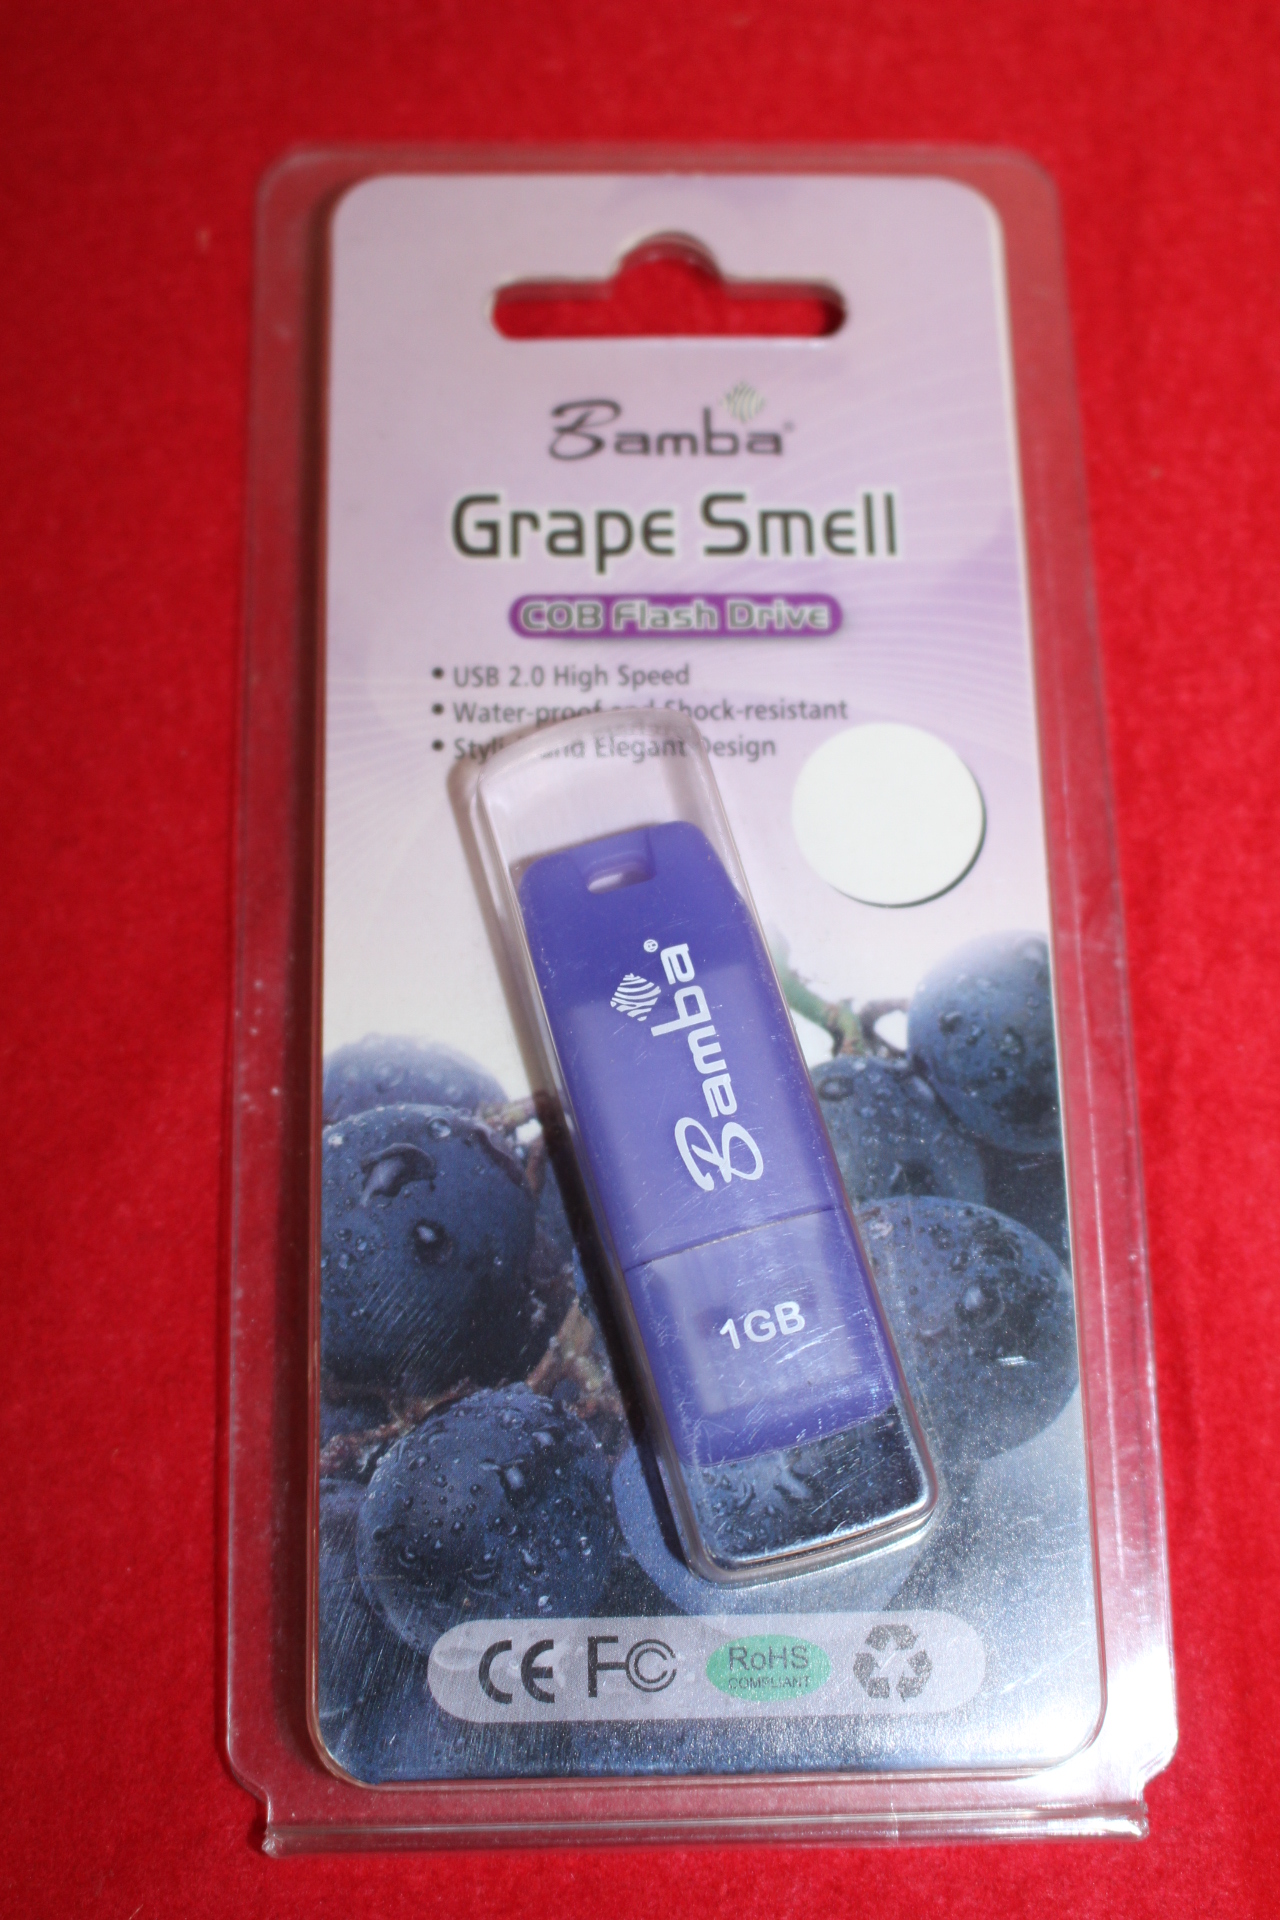 Bamba®
Grape Smell
COB Flash Drive
• USB 2.0 High Speed
• Water-proof and Shock-resistant
• Stylish and Elegant Design
Bamba®
1GB
CE FC RoHS
COMPLIANT